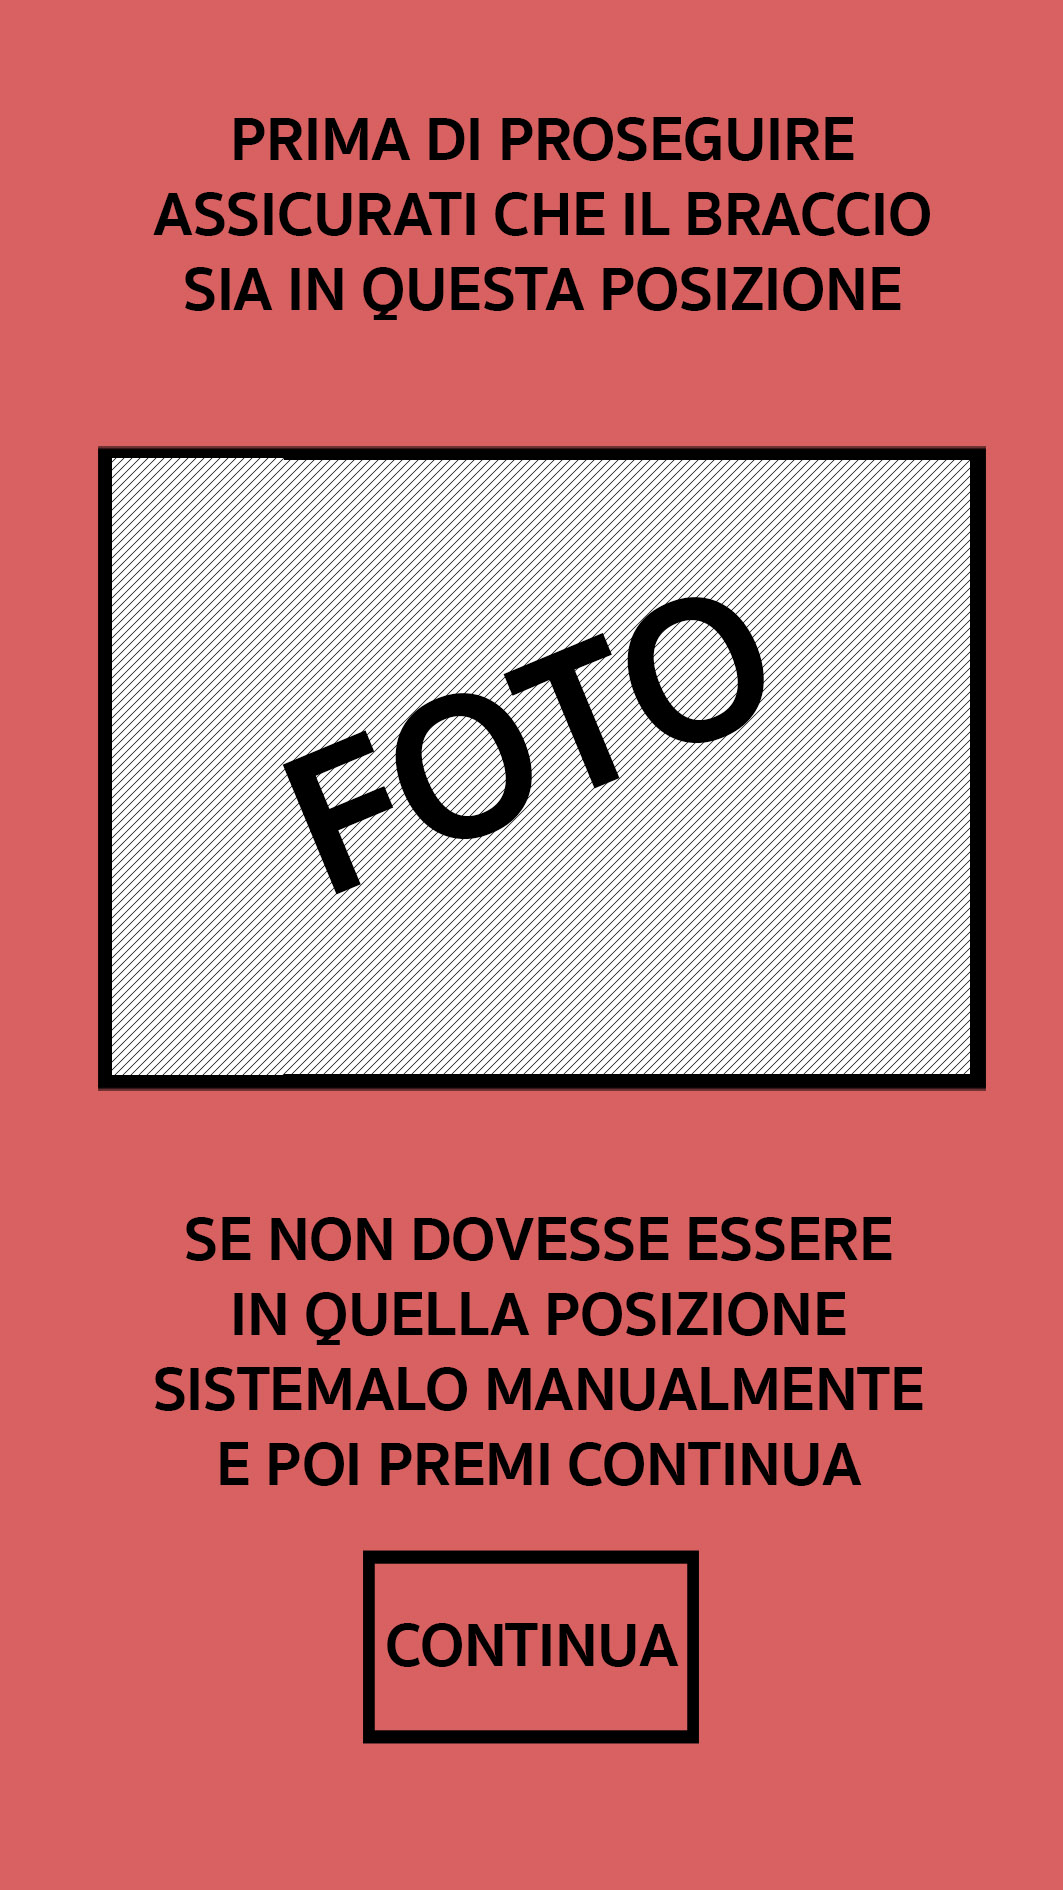 PRIMA DI PROSEGUIRE
ASSICURATI CHE IL BRACCIO
SIA IN QUESTA POSIZIONE
FOTO
SE NON DOVESSE ESSERE
IN QUELLA POSIZIONE
SISTEMALO MANUALMENTE
E POI PREMI CONTINUA
CONTINUA